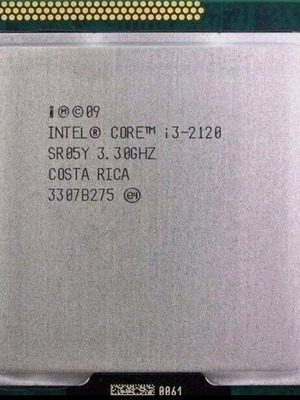 i Ⓜ©09
INTEL® CORE™ i3-2120
SR05Y 3.30GHZ
COSTA RICA
3307B275 e4
0061